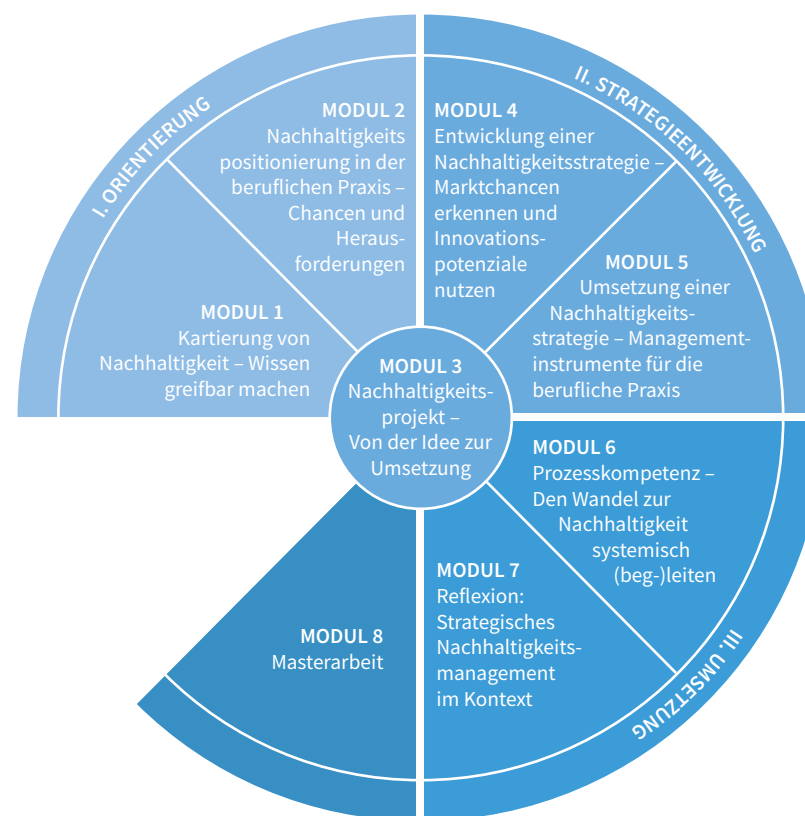 I. ORIENTIERUNG
MODUL 1
Kartierung von
Nachhaltigkeit – Wissen
greifbar machen
MODUL 2
Nachhaltigkeits
positionierung in der
beruflichen Praxis –
Chancen und
Heraus-
forderungen
MODUL 3
Nachhaltigkeits-
projekt –
Von der Idee zur
Umsetzung
II. STRATEGIEENTWICKLUNG
MODUL 4
Entwicklung einer
Nachhaltigkeitsstrategie –
Marktchancen
erkennen und
Innovations-
potenziale
nutzen
MODUL 5
Umsetzung einer
Nachhaltigkeits-
strategie – Management-
instrumente für die
berufliche Praxis
III. UMSETZUNG
MODUL 6
Prozesskompetenz –
Den Wandel zur
Nachhaltigkeit
systemisch
(beg-)leiten
MODUL 7
Reflexion:
Strategisches
Nachhaltigkeits-
management
im Kontext
MODUL 8
Masterarbeit